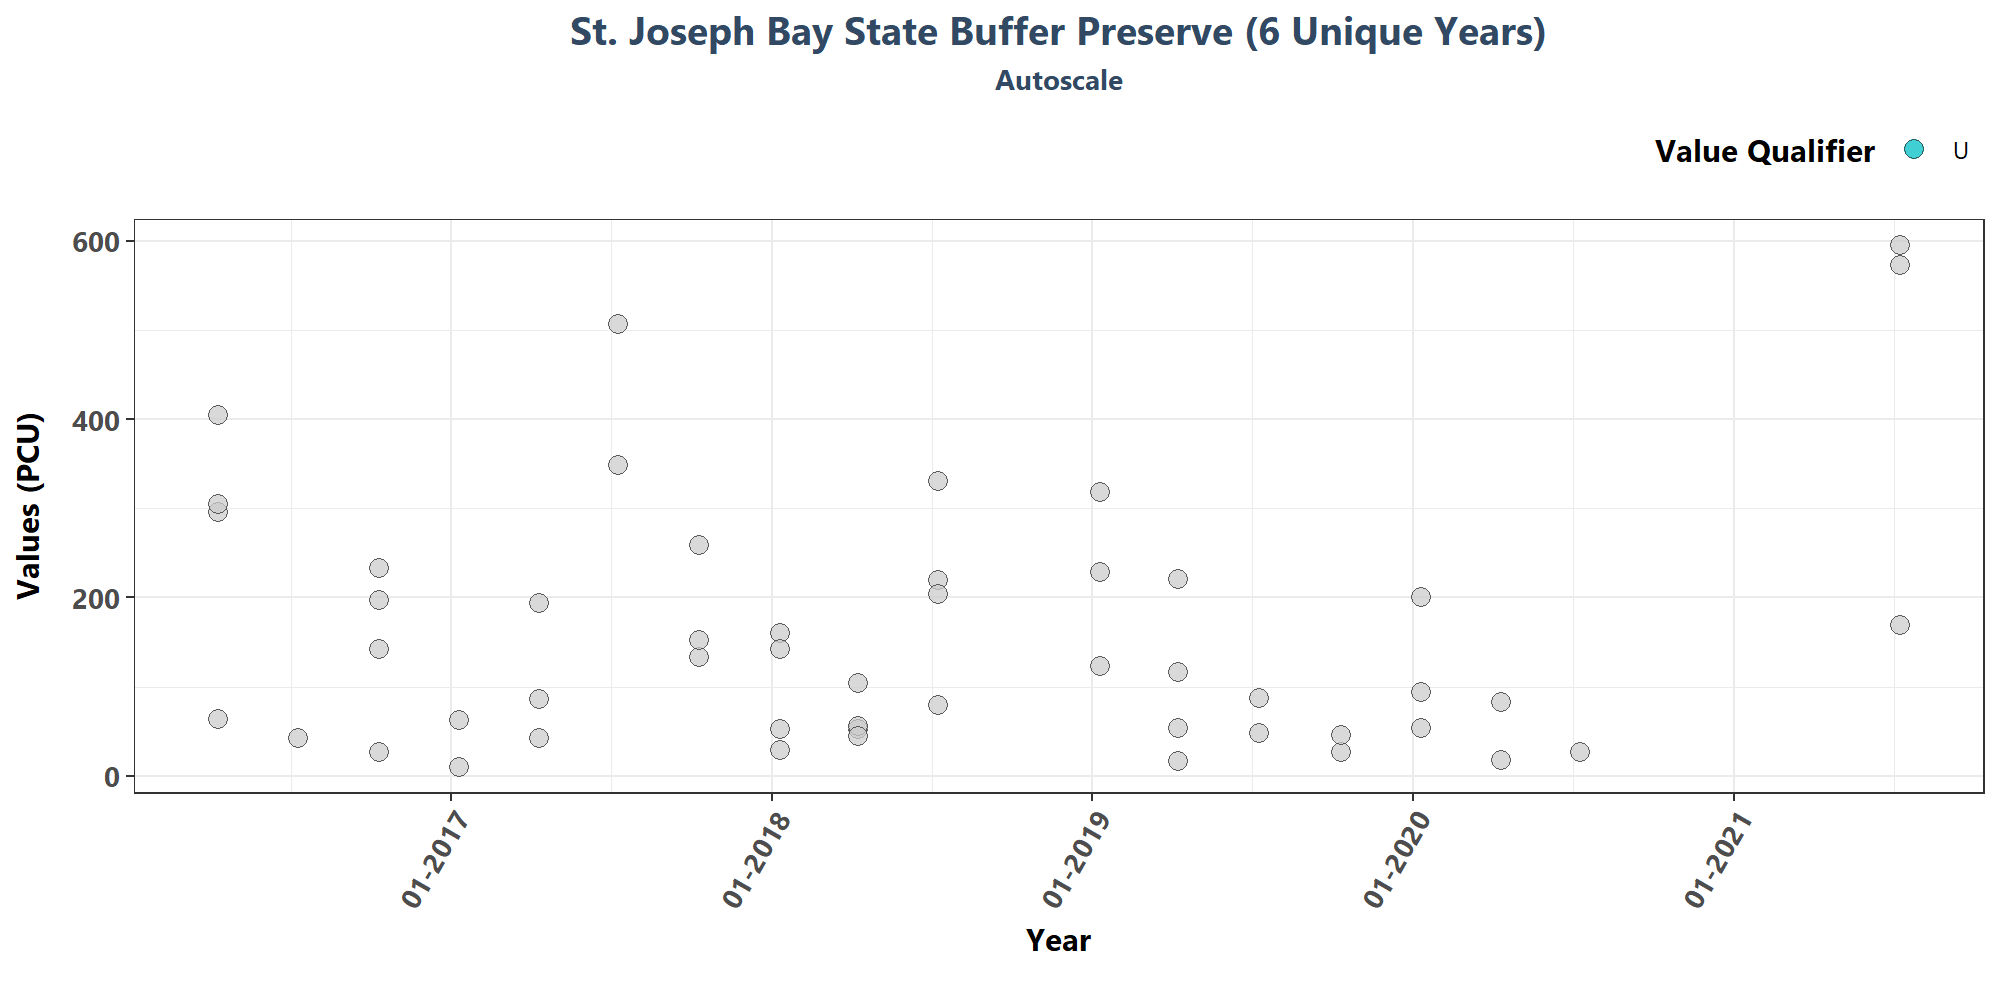 St. Joseph Bay State Buffer Preserve (6 Unique Years)
Autoscale
Value Qualifier U
Values (PCU)
600
400
200
0
01-2017 01-2018 01-2019 01-2020 01-2021
Year